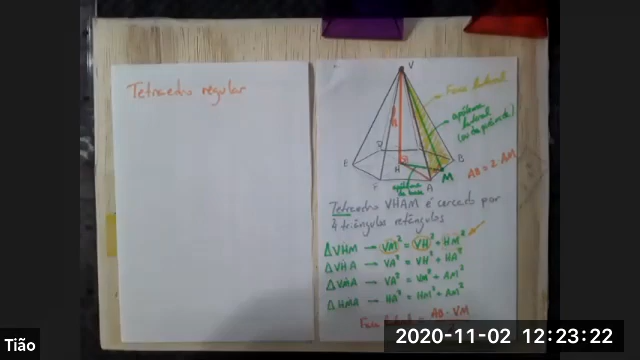 Tetraedro regular
V
Face lateral
apótema
lateral
(ou da pirâmide)
D
E
B
H
M
AB = 2. AM
F
A
apótema
da base
Tetraedro VHAM é cercado por
4 triângulos retângulos
ΔVHM → VM² = VH² + HM²
ΔVHA → VA² = VH² + HA²
ΔVMA → VA² = VM² + AM²
ΔHMA → HA² = HM² + AM²
AB · VM
2020-11-02 12:23:22
Tião